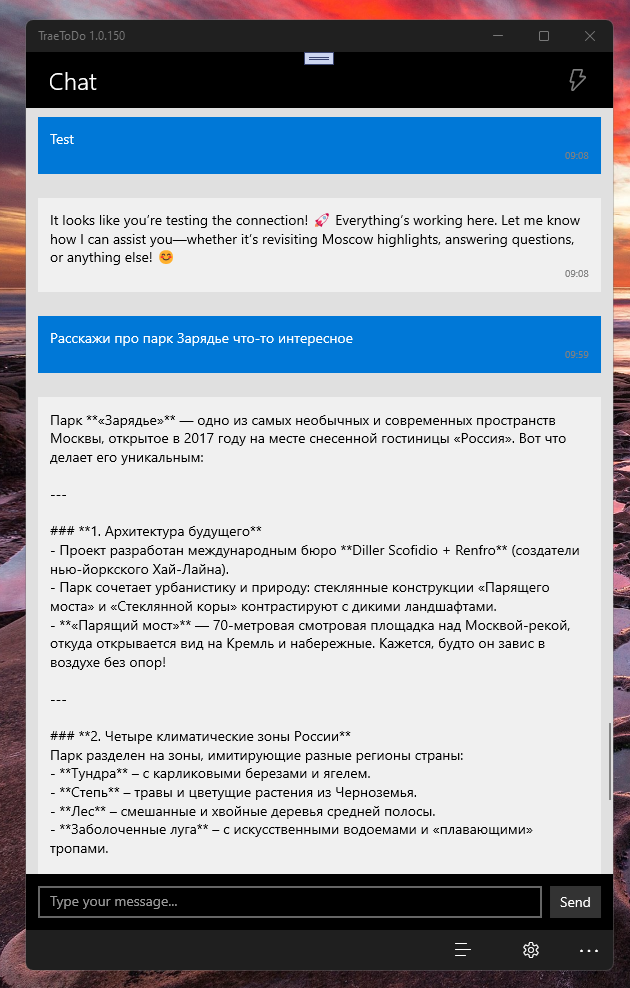 TraeToDo 1.0.150
Chat
Test
09:08
It looks like you’re testing the connection! 🚀 Everything’s working here. Let me know
how I can assist you—whether it’s revisiting Moscow highlights, answering questions,
or anything else! 😊
09:08
Расскажи про парк Зарядье что-то интересное
09:59
Парк **«Зарядье»** — одно из самых необычных и современных пространств
Москвы, открытое в 2017 году на месте снесенной гостиницы «Россия». Вот что
делает его уникальным:
---
### **1. Архитектура будущего**
- Проект разработан международным бюро **Diller Scofidio + Renfro** (создатели
нью-йоркского Хай-Лайна).
- Парк сочетает урбанистику и природу: стеклянные конструкции «Парящего
моста» и «Стеклянной коры» контрастируют с дикими ландшафтами.
- **«Парящий мост»** — 70-метровая смотровая площадка над Москвой-рекой,
откуда открывается вид на Кремль и набережные. Кажется, будто он завис в
воздухе без опор!
---
### **2. Четыре климатические зоны России**
Парк разделен на зоны, имитирующие разные регионы страны:
- **Тундра** – с карликовыми березами и ягелем.
- **Степь** – травы и цветущие растения из Черноземья.
- **Лес** – смешанные и хвойные деревья средней полосы.
- **Заболоченные луга** – с искусственными водоемами и «плавающими»
тропами.
Type your message...
Send